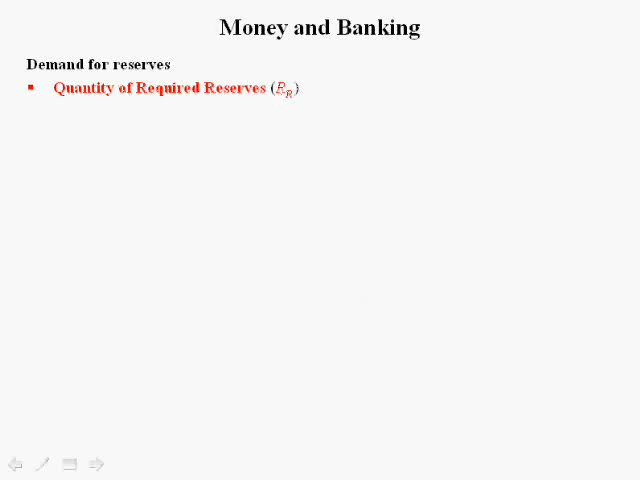 Money and Banking
Demand for reserves
▪ Quantity of Required Reserves (R_R)